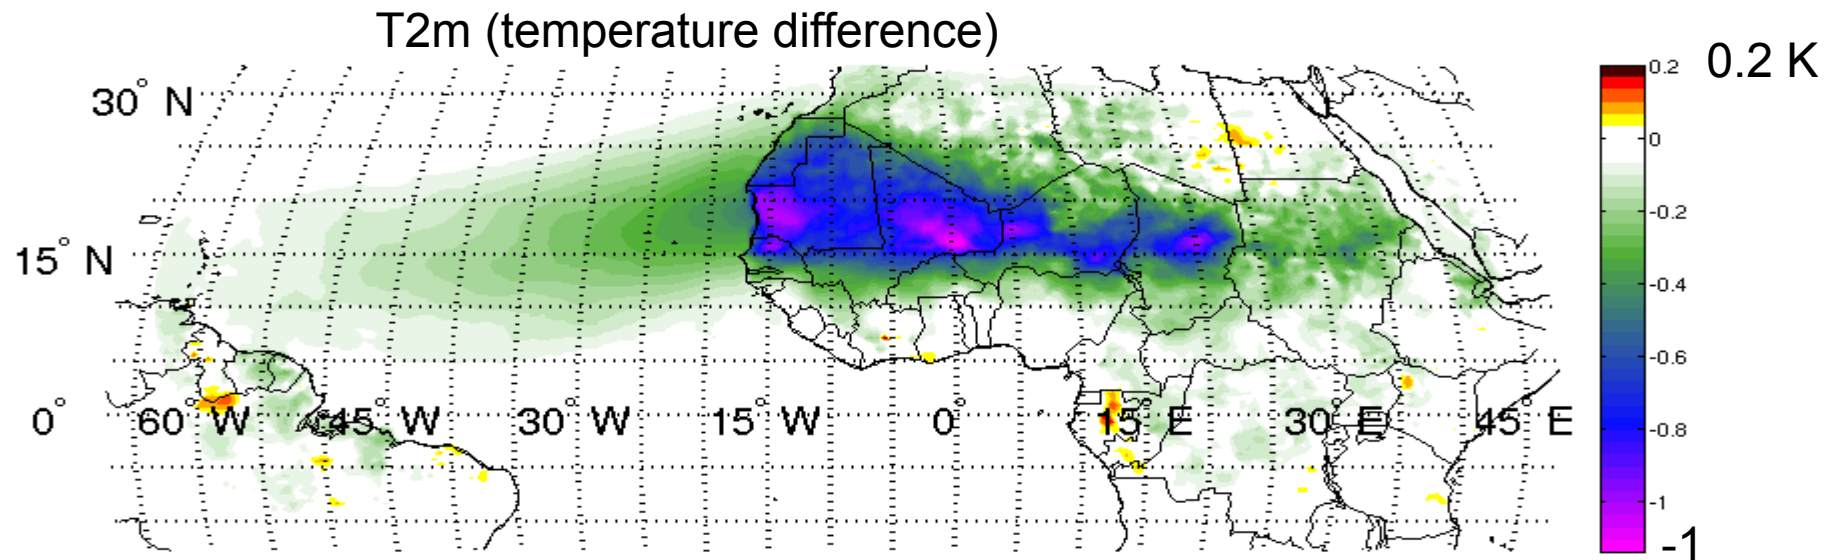 T2m (temperature difference)
0.2 K
0.2
0
-0.2
-0.4
-0.6
-0.8
-1
-1
30° N
15° N
0°
60° W
45° W
30° W
15° W
0°
15° E
30° E
45° E